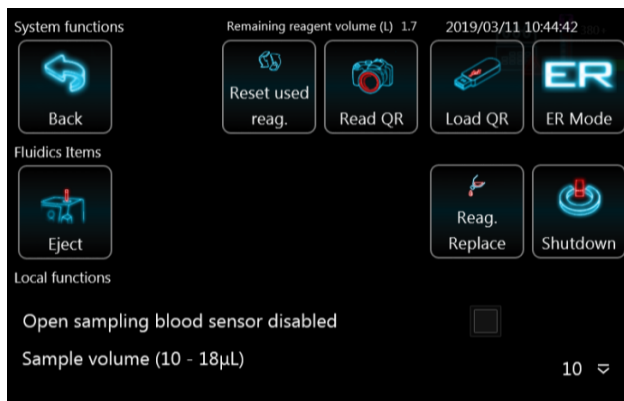 System functions
Remaining reagent volume (L) 1.7
2019/03/11 10:44:42
Back
Reset used
reag.
Read QR
Load QR
ER
ER Mode
Fluidics Items
Eject
Reag.
Replace
Shutdown
Local functions
Open sampling blood sensor disabled
Sample volume (10 - 18µL)
10